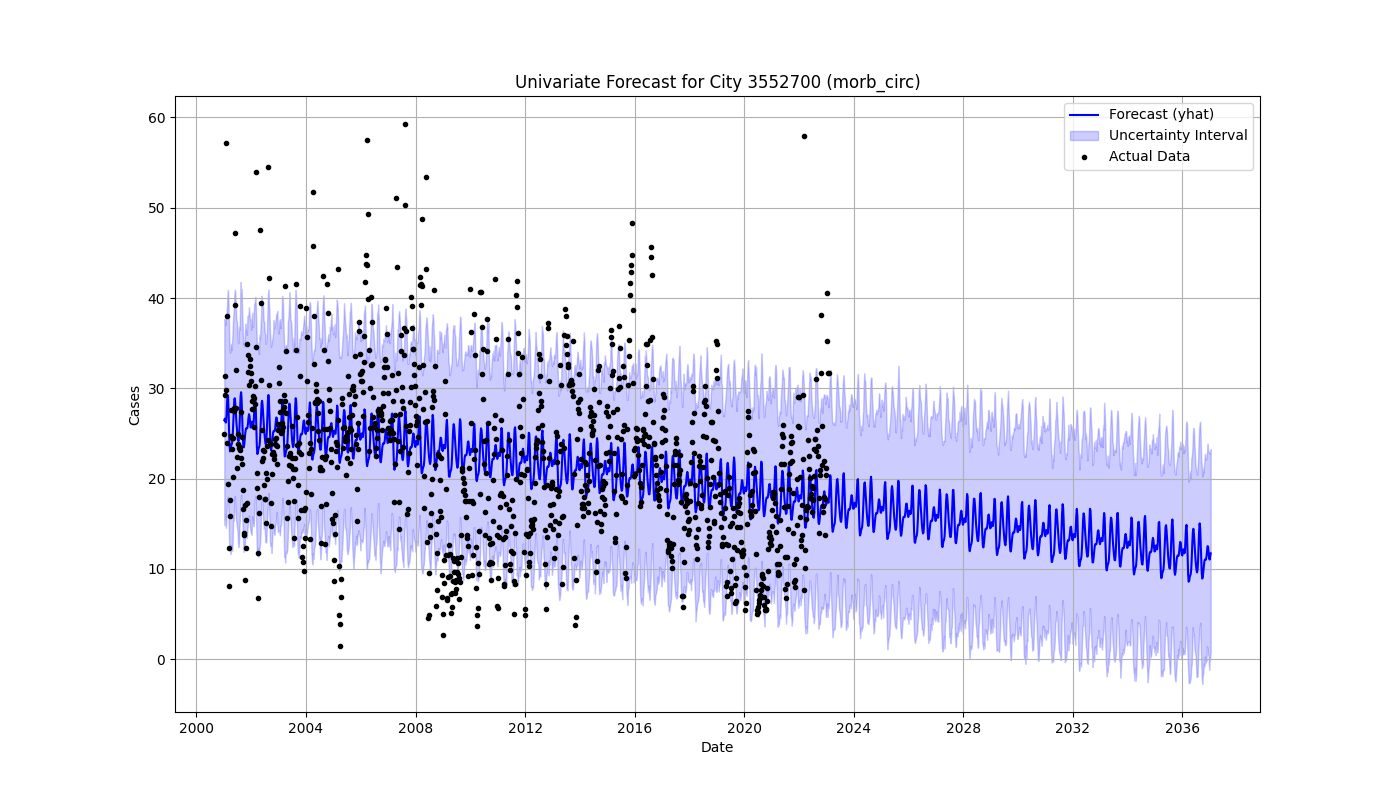 Univariate Forecast for City 3552700 (morb_circ)
Forecast (yhat)
Uncertainty Interval
Actual Data
Cases
60
50
40
30
20
10
0
2000 2004 2008 2012 2016 2020 2024 2028 2032 2036
Date